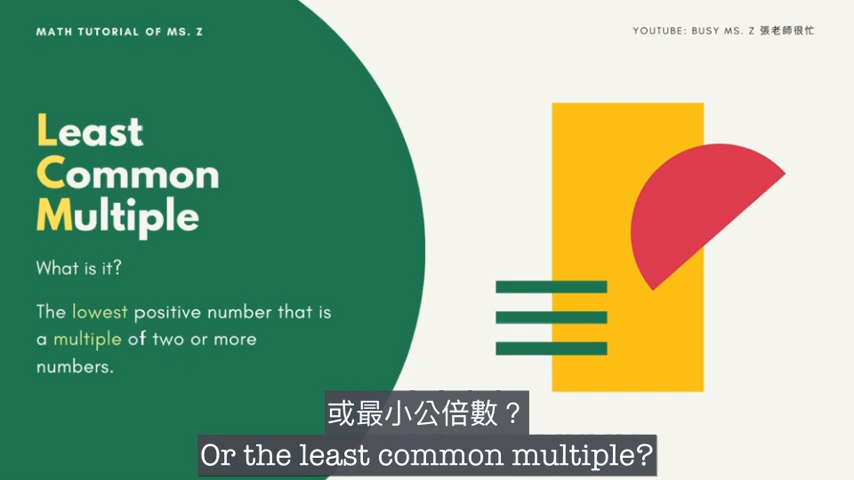 MATH TUTORIAL OF MS. Z
YOUTUBE: BUSY MS. Z 張老師很忙
Least
Common
Multiple
What is it?
The lowest positive number that is
a multiple of two or more
numbers.
或最小公倍數？
Or the least common multiple?